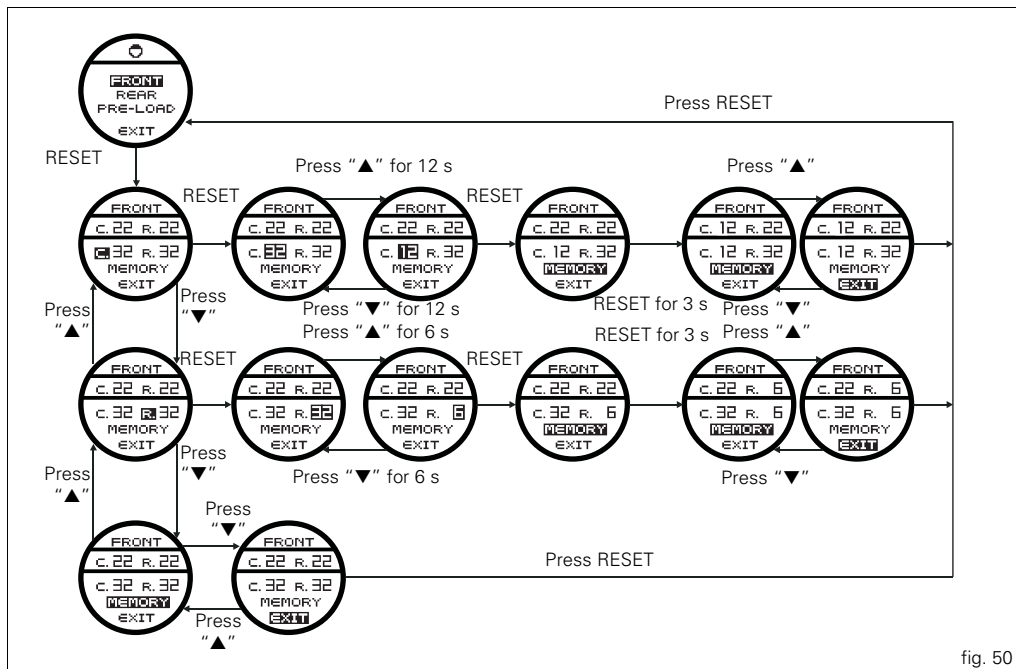 FRONT
REAR
PRE-LOAD
EXIT
Press RESET
RESET
Press “▲” for 12 s
RESET
RESET
Press “▲”
FRONT
C. 22 R. 22
C. 32 R. 32
MEMORY
EXIT
FRONT
C. 22 R. 22
C. 32 R. 32
MEMORY
EXIT
FRONT
C. 22 R. 22
C. 12 R. 32
MEMORY
EXIT
FRONT
C. 22 R. 22
C. 12 R. 32
MEMORY
EXIT
FRONT
C. 12 R. 22
C. 12 R. 32
MEMORY
EXIT
FRONT
C. 12 R. 22
C. 12 R. 32
MEMORY
EXIT
Press
“▲”
Press
“▼”
Press “▼” for 12 s
RESET for 3 s
Press “▼”
RESET
Press “▲” for 6 s
RESET
RESET for 3 s
Press “▲”
FRONT
C. 22 R. 22
C. 32 R. 32
MEMORY
EXIT
FRONT
C. 22 R. 22
C. 32 R. 32
MEMORY
EXIT
FRONT
C. 22 R. 22
C. 32 R. 6
MEMORY
EXIT
FRONT
C. 22 R. 22
C. 32 R. 6
MEMORY
EXIT
FRONT
C. 22 R. 6
C. 32 R. 6
MEMORY
EXIT
FRONT
C. 22 R. 6
C. 32 R. 6
MEMORY
EXIT
Press
“▲”
Press
“▼”
Press “▼” for 6 s
Press “▼”
Press
“▼”
FRONT
C. 22 R. 22
C. 32 R. 32
MEMORY
EXIT
FRONT
C. 22 R. 22
C. 32 R. 32
MEMORY
EXIT
Press RESET
Press
“▲”
fig. 50